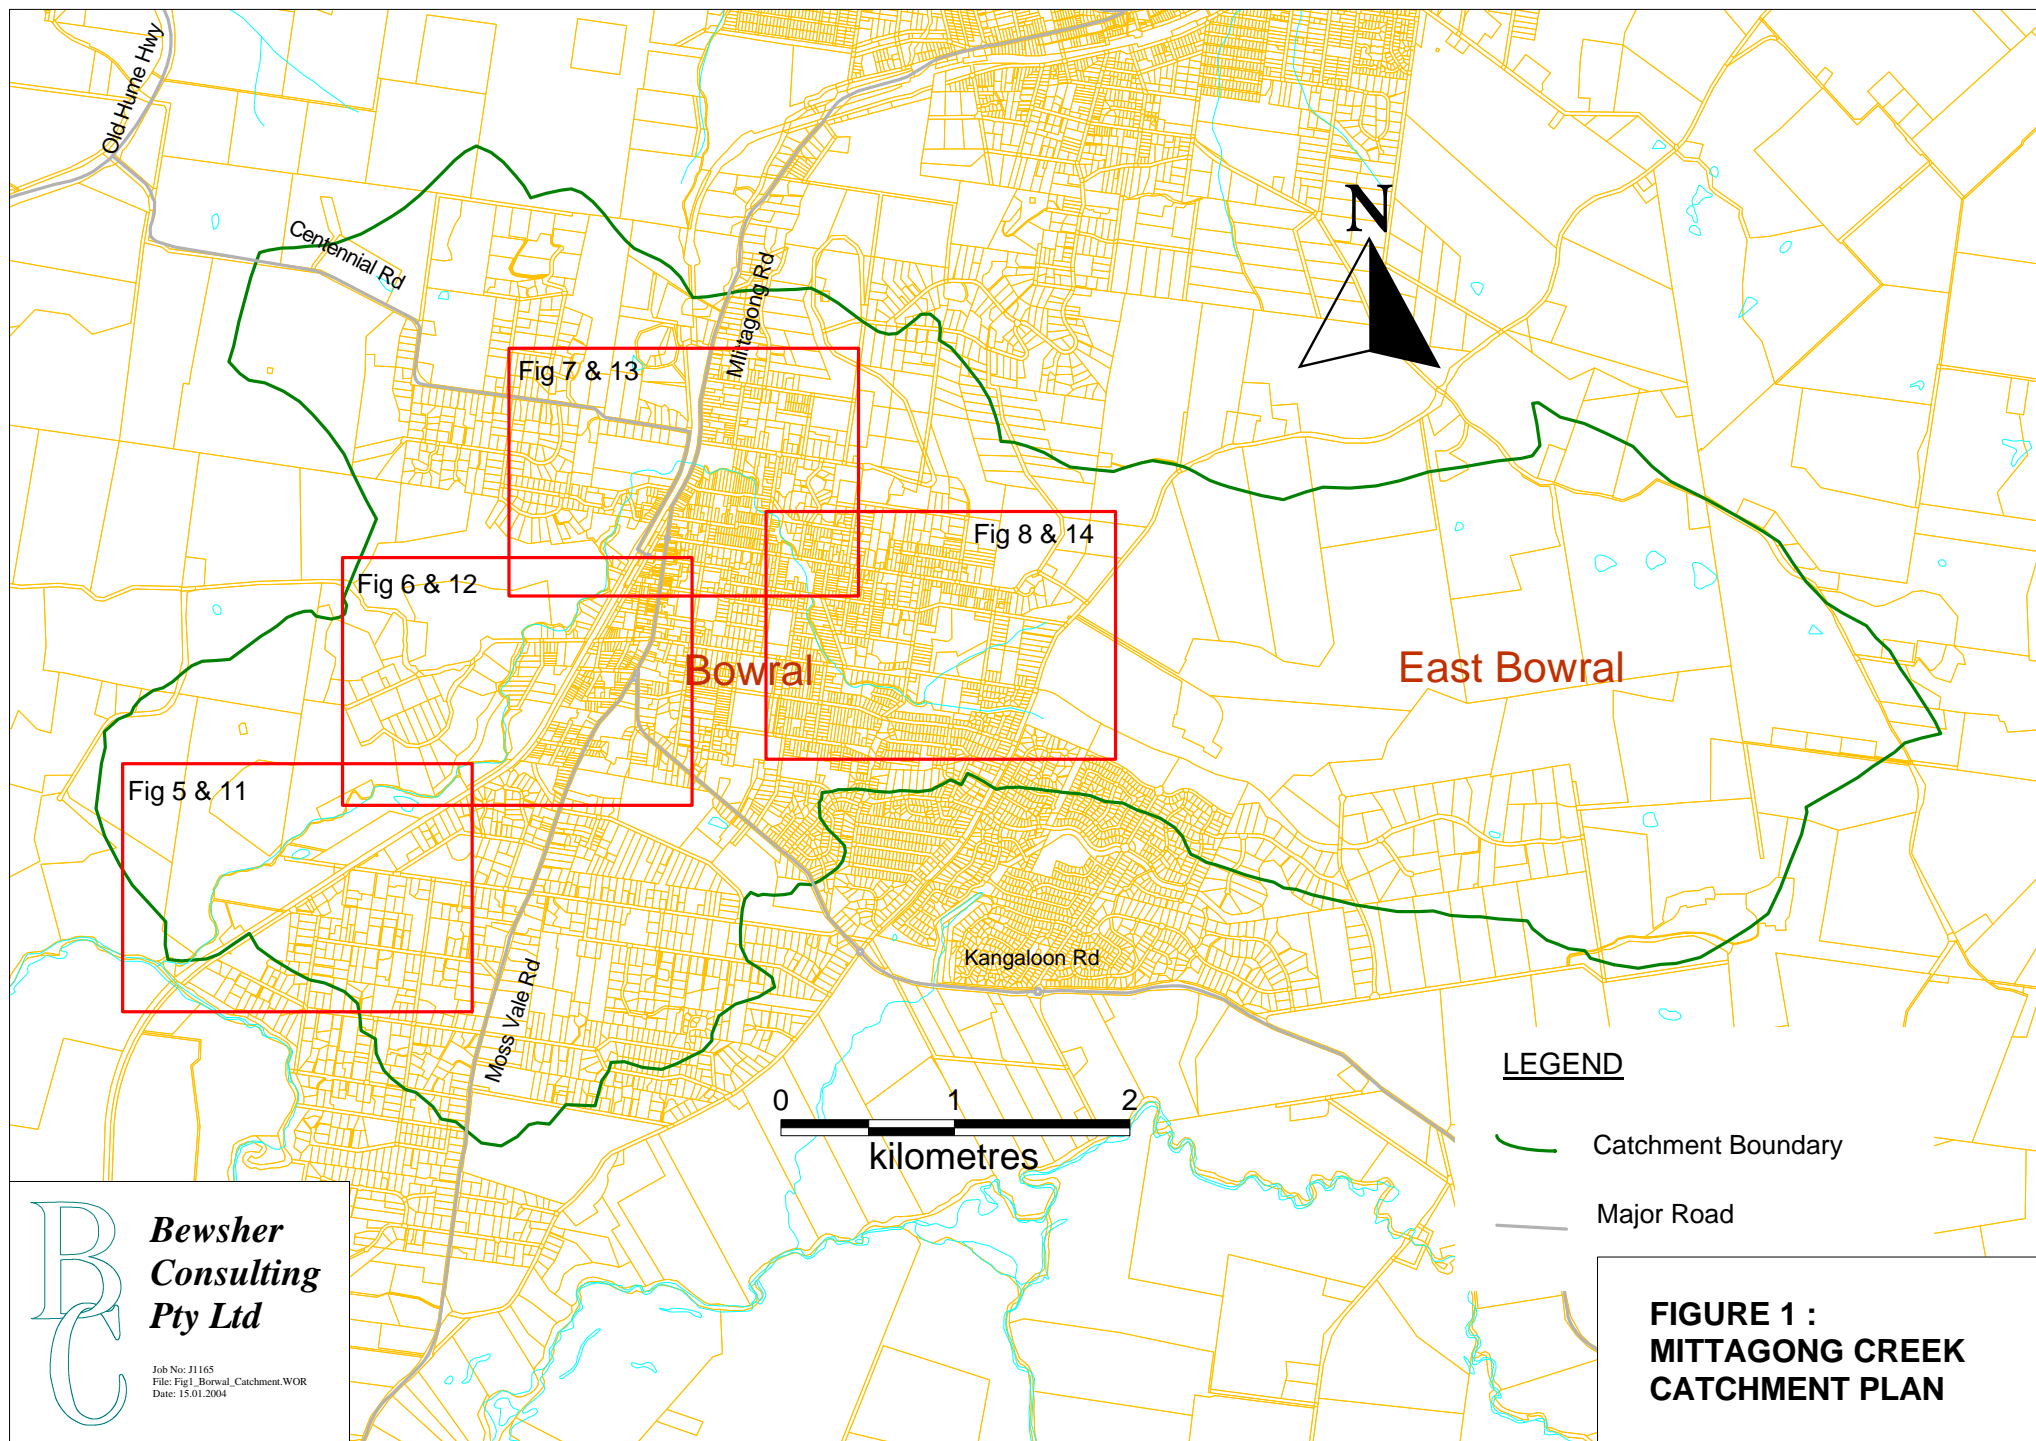 Old Hume Hwy
N
Centennial Rd
MIittagong Rd
Fig 7 & 13
Fig 8 & 14
Fig 6 & 12
Bowral
East Bowral
Fig 5 & 11
Kangaloon Rd
Moss Vale Rd
0 1 2
kilometres
LEGEND
Catchment Boundary
Major Road
Bewsher
Consulting
Pty Ltd
Job No: J1165
File: Fig1_Borwal_Catchment.WOR
Date: 15.01.2004
FIGURE 1 :
MITTAGONG CREEK
CATCHMENT PLAN
BC